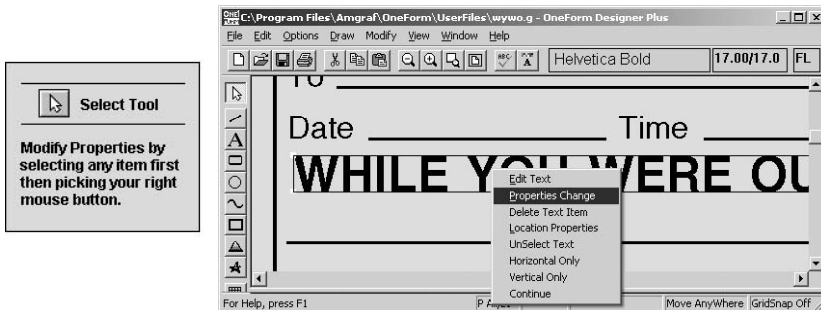 Select Tool
Modify Properties by
selecting any item first
then picking your right
mouse button.
C:\Program Files\Amgraf\OneForm\UserFiles\wywo.g - OneForm Designer Plus
File Edit Options Draw Modify View Window Help
ABC A Helvetica Bold 17.00/17.0 FL
A
TO
Date Time
WHILE YOU WERE OU
Edit Text
Properties Change
Delete Text Item
Location Properties
UnSelect Text
Horizontal Only
Vertical Only
Continue
For Help, press F1 Move AnyWhere GridSnap Off